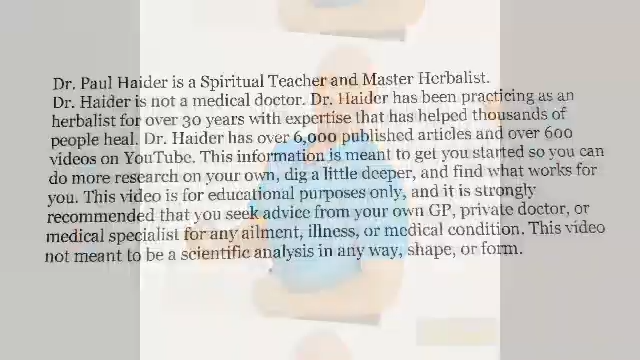 Dr. Paul Haider is a Spiritual Teacher and Master Herbalist.
Dr. Haider is not a medical doctor. Dr. Haider has been practicing as an
herbalist for over 30 years with expertise that has helped thousands of
people heal. Dr. Haider has over 6,000 published articles and over 600
videos on YouTube. This information is meant to get you started so you can
do more research on your own, dig a little deeper, and find what works for
you. This video is for educational purposes only, and it is strongly
recommended that you seek advice from your own GP, private doctor, or
medical specialist for any ailment, illness, or medical condition. This video
not meant to be a scientific analysis in any way, shape, or form.